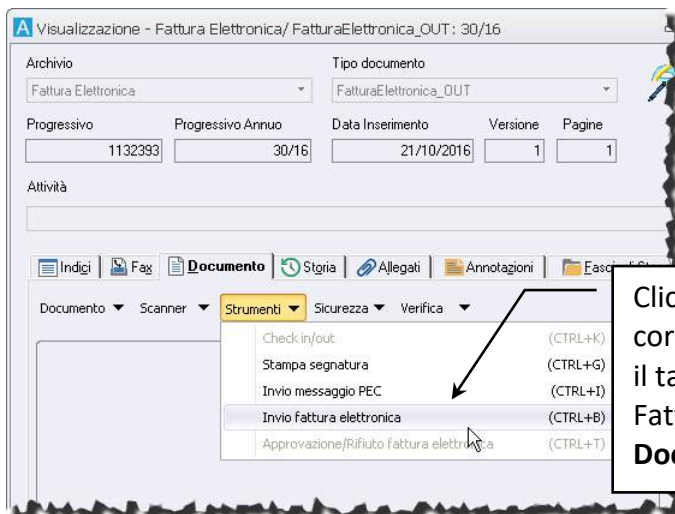 Visualizzazione - Fattura Elettronica/ FatturaElettronica_OUT: 30/16
Archivio Tipo documento
Fattura Elettronica FatturaElettronica_OUT
Progressivo Progressivo Annuo Data Inserimento Versione Pagine
1132393 30/16 21/10/2016 1 1
Attività
Indici Fax Documento Storia Allegati Annotazioni
Documento Scanner Strumenti Sicurezza Verifica
Check in/out (CTRL+K)
Stampa segnatura (CTRL+G)
Invio messaggio PEC (CTRL+I)
Invio fattura elettronica (CTRL+B)
Approvazione/Rifiuto fattura elettronica (CTRL+T)
il